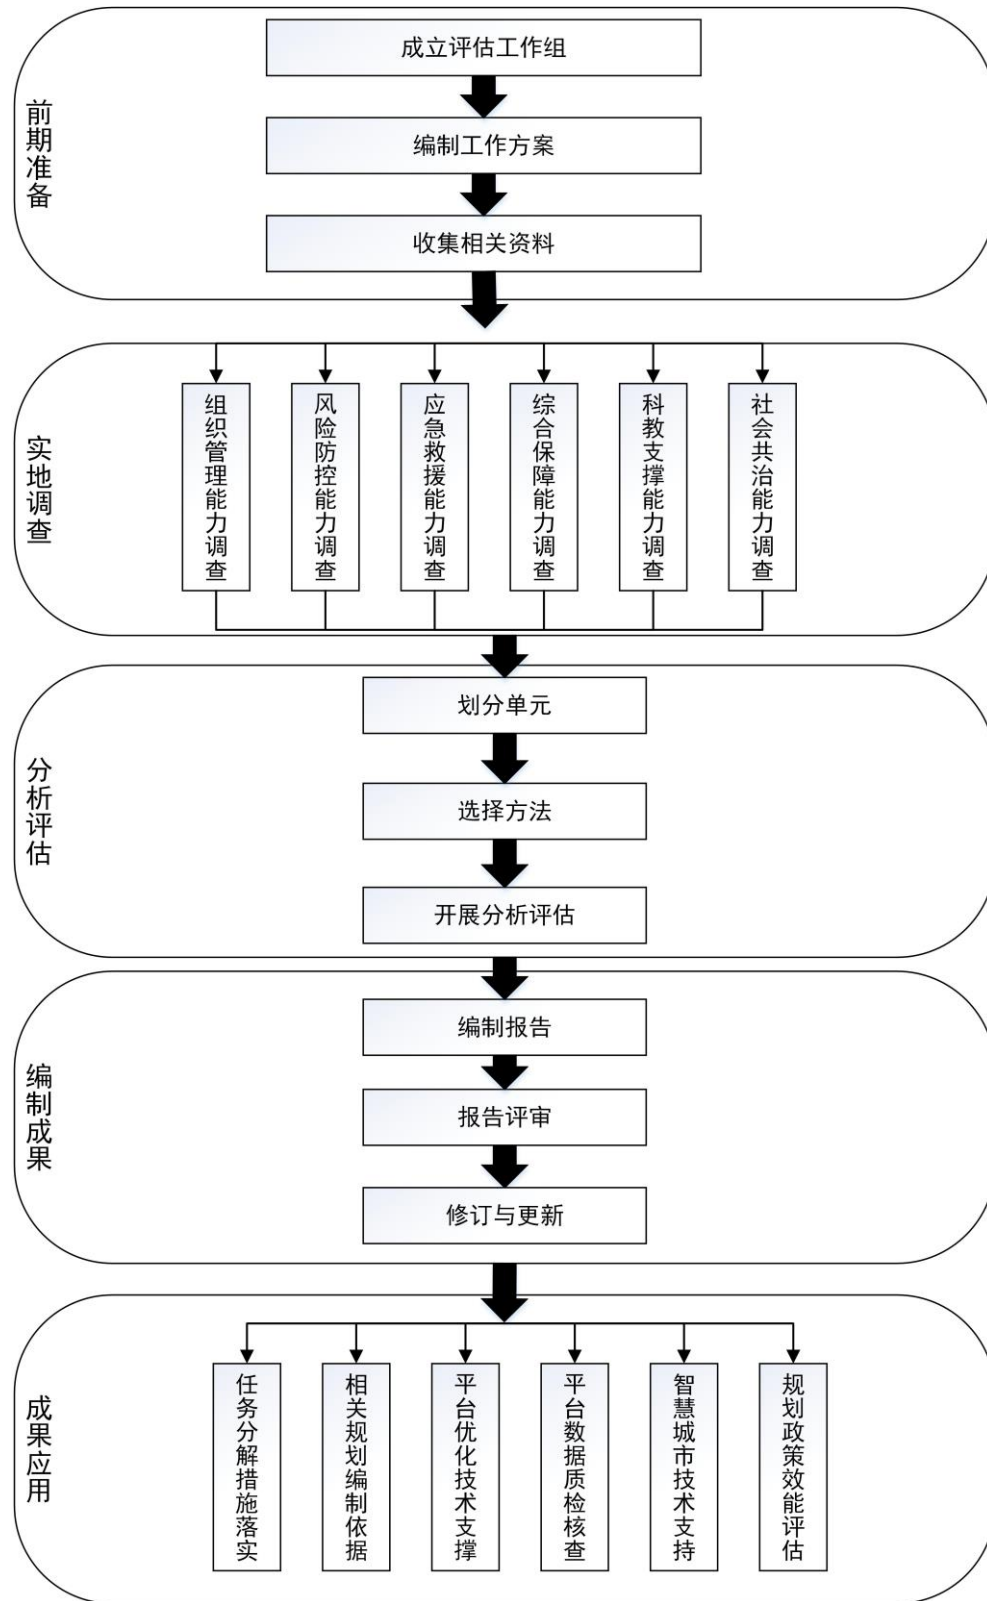 前期准备
成立评估工作组
编制工作方案
收集相关资料
实地调查
组织管理能力调查
风险防控能力调查
应急救援能力调查
综合保障能力调查
科教支撑能力调查
社会共治能力调查
分析评估
划分单元
选择方法
开展分析评估
编制成果
编制报告
报告评审
修订与更新
成果应用
任务分解措施落实
相关规划编制依据
平台优化技术支撑
平台数据质检核查
智慧城市技术支持
规划政策效能评估